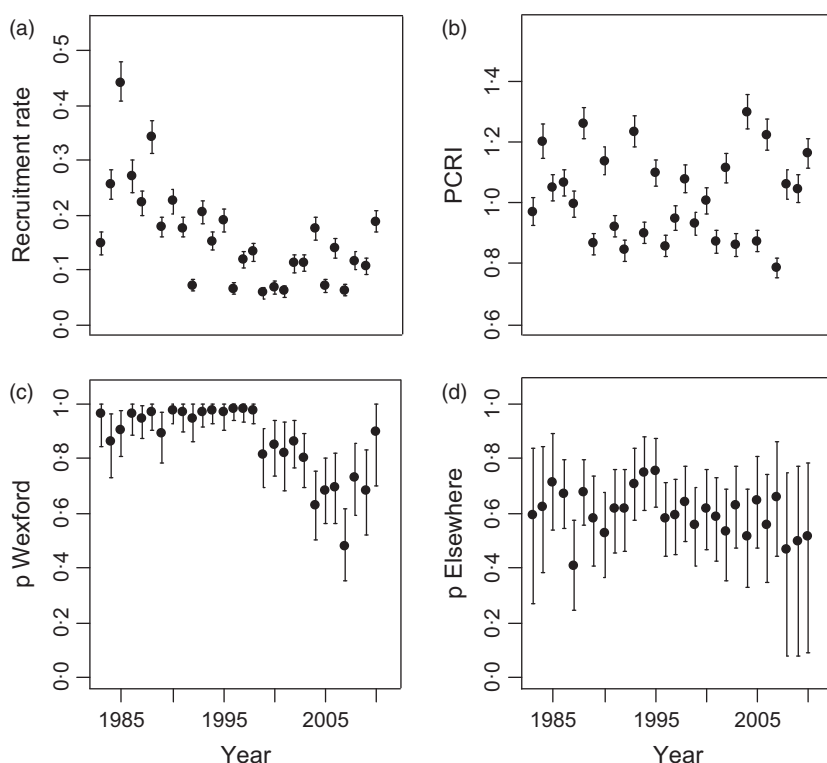 (a)
Recruitment rate
0·5
0·4
0·3
0·2
0·1
0·0
(b)
PCRI
1·4
1·2
1·0
0·8
0·6
(c)
p Wexford
1·0
0·8
0·6
0·4
0·2
0·0
1985 1995 2005
Year
(d)
p Elsewhere
1·0
0·8
0·6
0·4
0·2
0·0
1985 1995 2005
Year